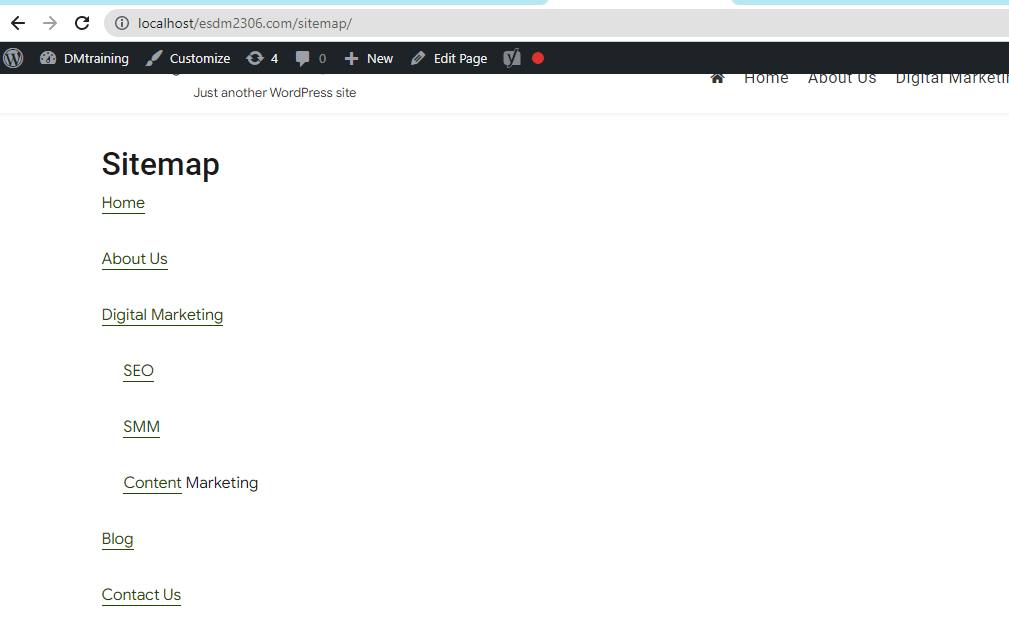 localhost/esdm2306.com/sitemap/
DMtraining Customize 4 0 New Edit Page
Home About Us Digital
Just another WordPress site
Sitemap
Home
About Us
Digital Marketing
SEO
SMM
Content Marketing
Blog
Contact Us